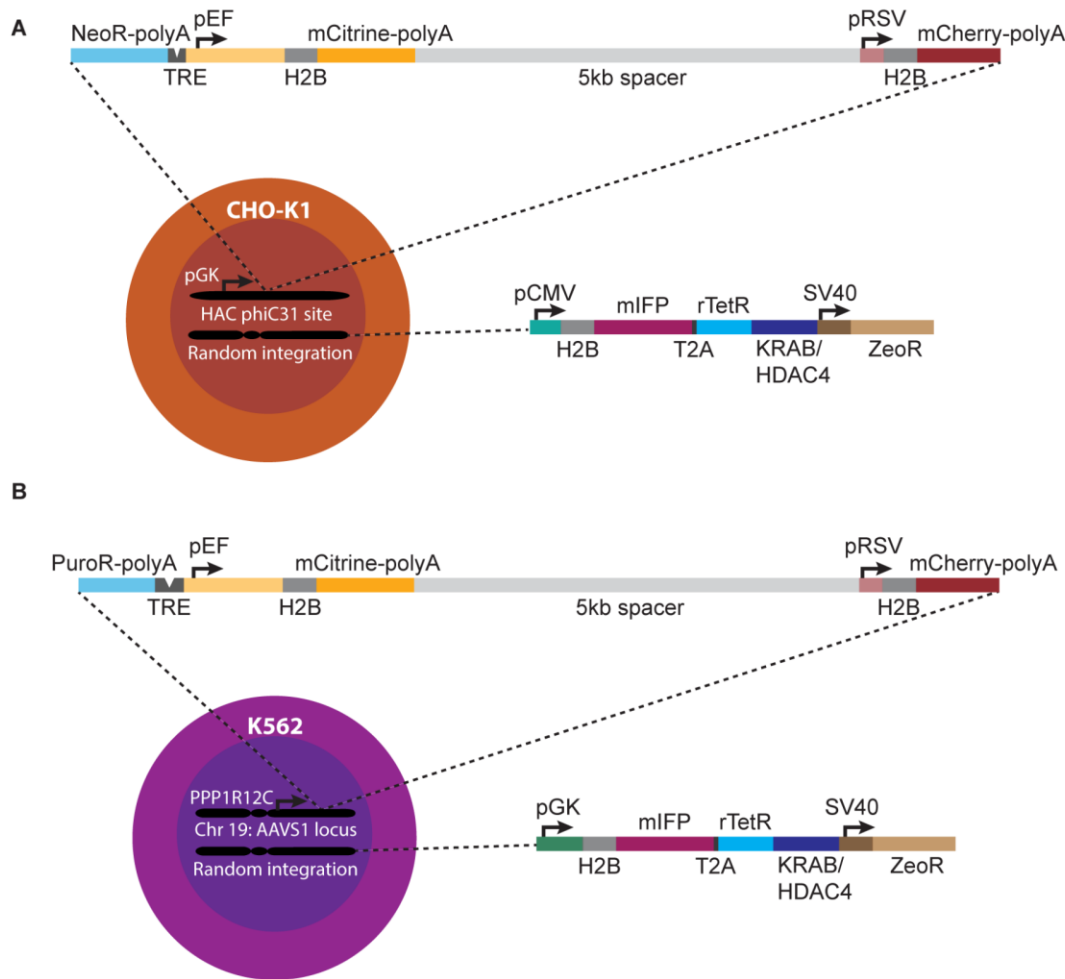 A
NeoR-polyA
pEF
mCitrine-polyA
pRSV
mCherry-polyA
TRE
H2B
5kb spacer
H2B
CHO-K1
pGK
HAC phiC31 site
Random integration
pCMV
mIFP
rTetR
SV40
H2B
T2A
KRAB/
HDAC4
ZeoR
B
PuroR-polyA
pEF
mCitrine-polyA
pRSV
mCherry-polyA
TRE
H2B
5kb spacer
H2B
K562
PPP1R12C
Chr 19: AAVS1 locus
Random integration
pGK
mIFP
rTetR
SV40
H2B
T2A
KRAB/
HDAC4
ZeoR